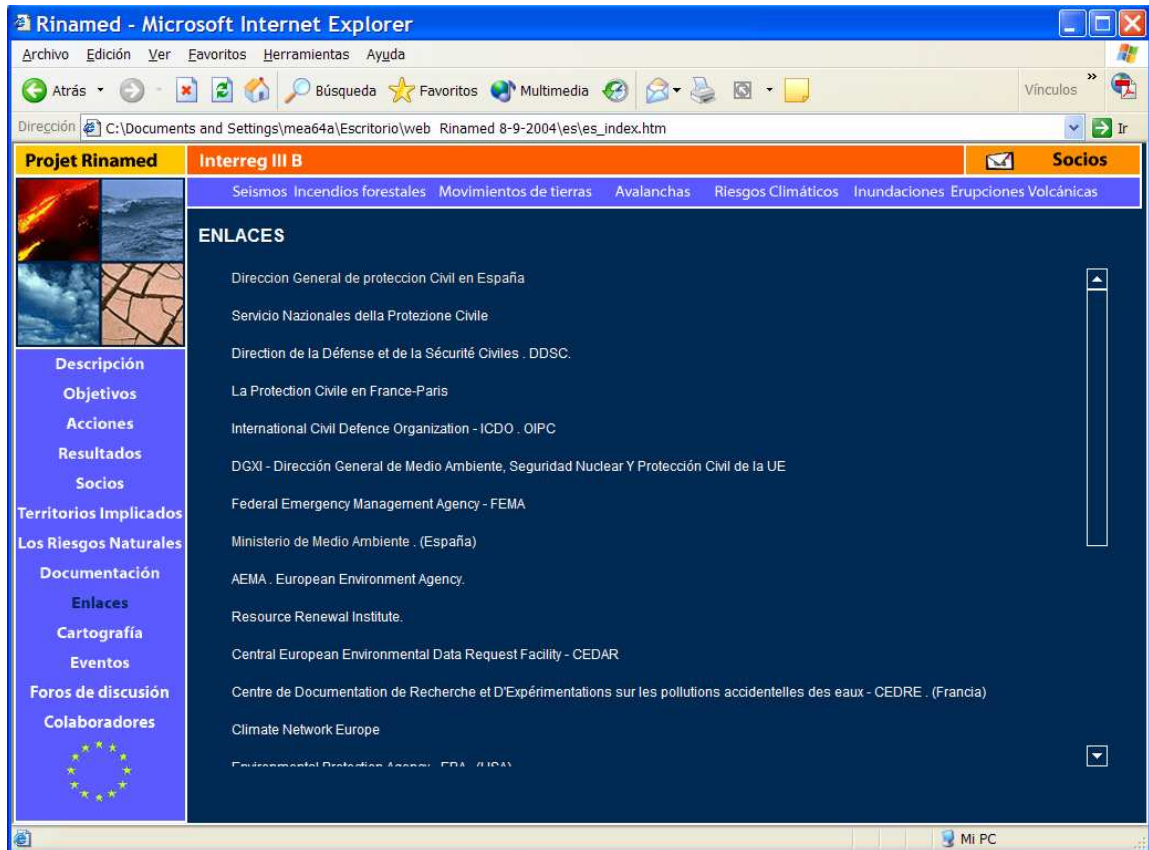 Rinamed - Microsoft Internet Explorer
Archivo Edición Ver Favoritos Herramientas Ayuda
Atrás Búsqueda Favoritos Multimedia Vínculos »
Dirección C:\Documents and Settings\mea64a\Escritorio\web Rinamed 8-9-2004\es\es_index.htm Ir
Projet Rinamed Interreg III B Socios
Seismos Incendios forestales Movimientos de tierras Avalanchas Riesgos Climáticos Inundaciones Erupciones Volcánicas
ENLACES
Direccion General de proteccion Civil en España
Servicio Nazionales della Protezione Civile
Direction de la Défense et de la Sécurité Civiles . DDSC.
La Protection Civile en France-Paris
International Civil Defence Organization - ICDO . OIPC
DGXI - Dirección General de Medio Ambiente, Seguridad Nuclear Y Protección Civil de la UE
Federal Emergency Management Agency - FEMA
Ministerio de Medio Ambiente . (España)
AEMA . European Environment Agency.
Resource Renewal Institute.
Central European Environmental Data Request Facility - CEDAR
Centre de Documentation de Recherche et D'Expérimentations sur les pollutions accidentelles des eaux - CEDRE . (Francia)
Climate Network Europe
Environmental Protection Agency . EPA . (USA)
Descripción
Objetivos
Acciones
Resultados
Socios
Territorios Implicados
Los Riesgos Naturales
Documentación
Enlaces
Cartografía
Eventos
Foros de discusión
Colaboradores
Mi PC